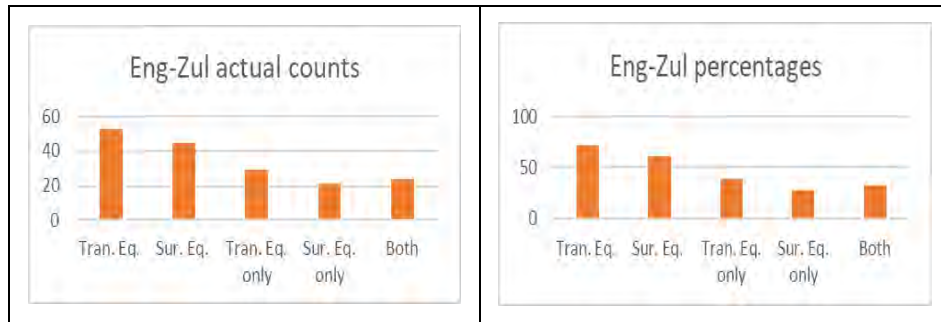 Eng-Zul actual counts
60
40
20
0
Tran. Eq. Sur. Eq. Tran. Eq. only Sur. Eq. only Both
Eng-Zul percentages
100
50
0
Tran. Eq. Sur. Eq. Tran. Eq. only Sur. Eq. only Both